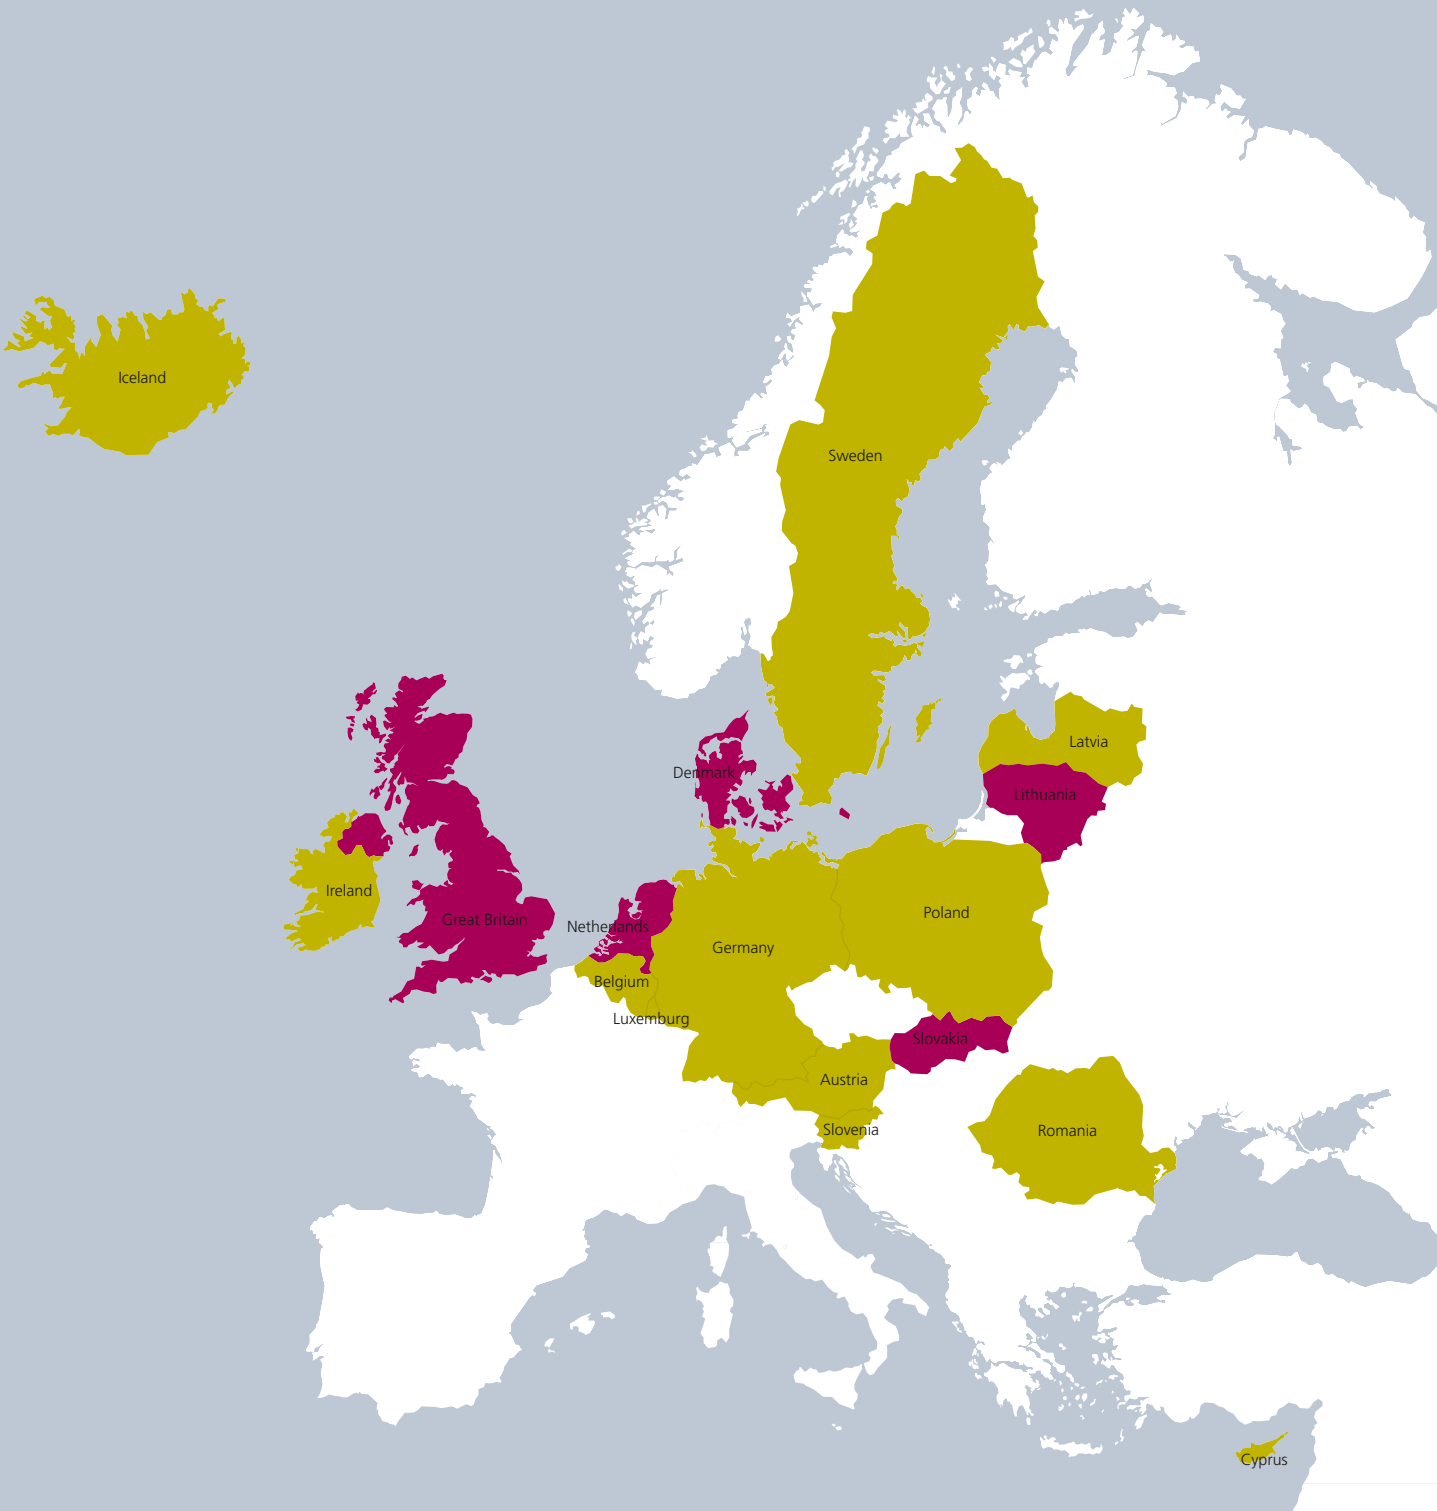 Iceland
Sweden
Latvia
Denmark
Lithuania
Ireland
Great Britain
Poland
Netherlands
Germany
Belgium
Luxemburg
Slovakia
Austria
Slovenia
Romania
Cyprus